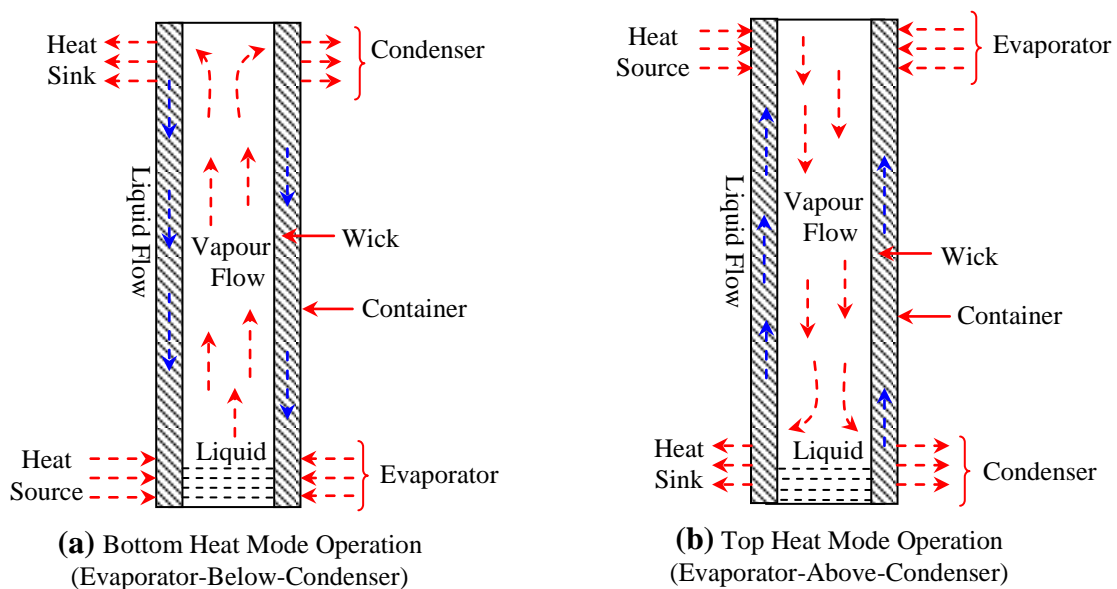 Heat
Sink
Condenser
Liquid Flow
Vapour
Flow
Wick
Container
Liquid
Heat
Source
Evaporator
(a) Bottom Heat Mode Operation
(Evaporator-Below-Condenser)
Heat
Source
Evaporator
Liquid Flow
Vapour
Flow
Wick
Container
Liquid
Heat
Sink
Condenser
(b) Top Heat Mode Operation
(Evaporator-Above-Condenser)